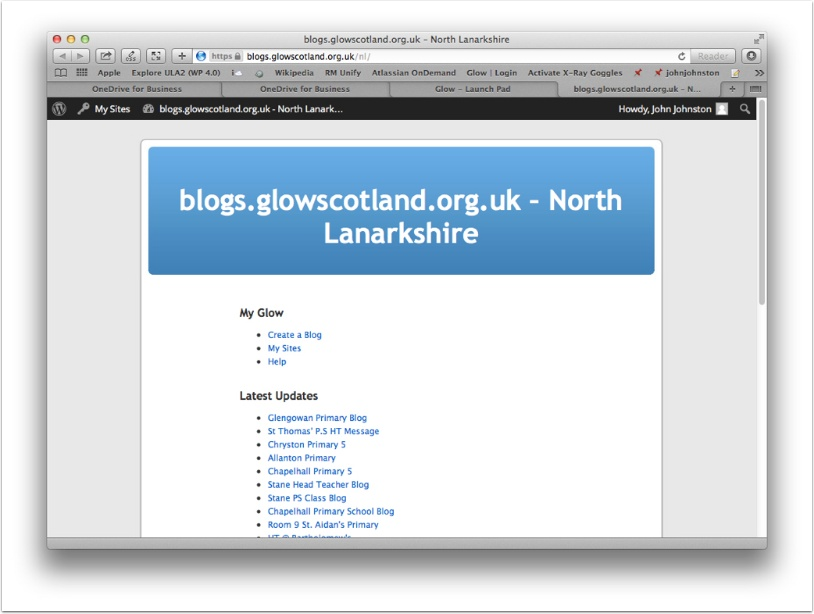 blogs.glowscotland.org.uk – North Lanarkshire
https blogs.glowscotland.org.uk/nl/ Reader
Apple Explore ULA2 (WP 4.0) Wikipedia RM Unify Atlassian OnDemand Glow | Login Activate X-Ray Goggles johnjohnston
OneDrive for Business OneDrive for Business Glow – Launch Pad blogs.glowscotland.org.uk – N...
My Sites blogs.glowscotland.org.uk - North Lanark... Howdy, John Johnston
blogs.glowscotland.org.uk - North
Lanarkshire
My Glow
Create a Blog
My Sites
Help
Latest Updates
Glengowan Primary Blog
St Thomas' P.S HT Message
Chryston Primary 5
Allanton Primary
Chapelhall Primary 5
Stane Head Teacher Blog
Stane PS Class Blog
Chapelhall Primary School Blog
Room 9 St. Aidan's Primary